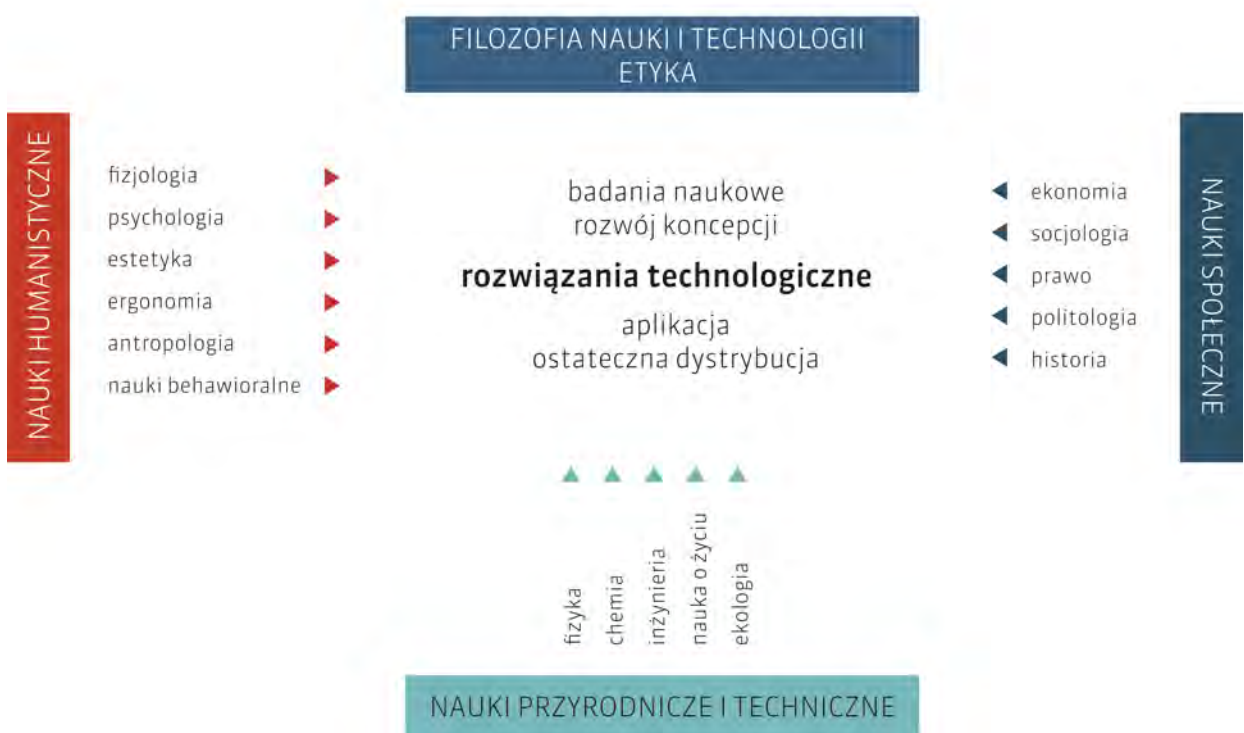 FILOZOFIA NAUKI I TECHNOLOGII
ETYKA
NAUKI HUMANISTYCZNE
fizjologia
psychologia
estetyka
ergonomia
antropologia
nauki behawioralne
badania naukowe
rozwój koncepcji
rozwiązania technologiczne
aplikacja
ostateczna dystrybucja
ekonomia
socjologia
prawo
politologia
historia
NAUKI SPOŁECZNE
fizyka
chemia
inżynieria
nauka o życiu
ekologia
NAUKI PRZYRODNICZE I TECHNICZNE